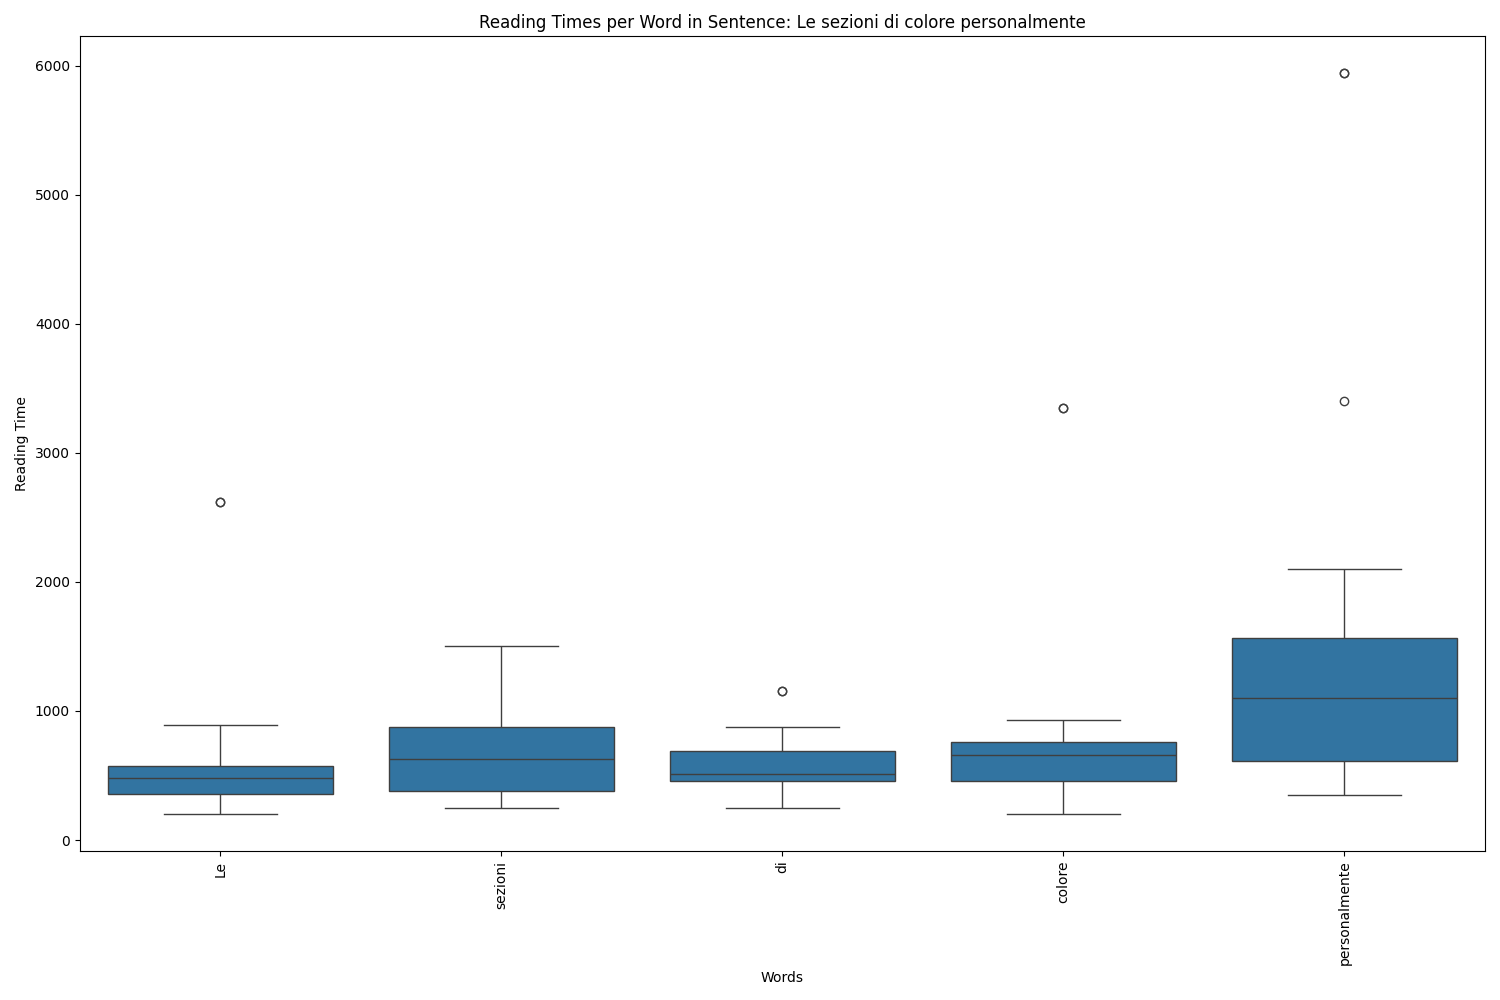 Reading Times per Word in Sentence: Le sezioni di colore personalmente
6000
5000
4000
3000
2000
1000
0
Reading Time
Le
sezioni
di
colore
personalmente
Words